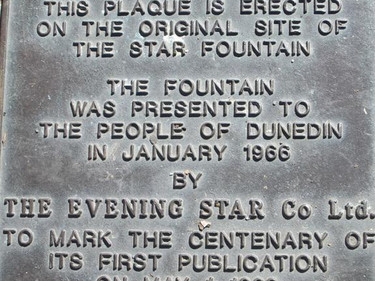 THIS PLAQUE IS ERECTED
ON THE ORIGINAL SITE OF
THE STAR FOUNTAIN
THE FOUNTAIN
WAS PRESENTED TO
THE PEOPLE OF DUNEDIN
IN JANUARY 1966
BY
THE EVENING STAR Co Ltd.
TO MARK THE CENTENARY OF
ITS FIRST PUBLICATION
ON MAY